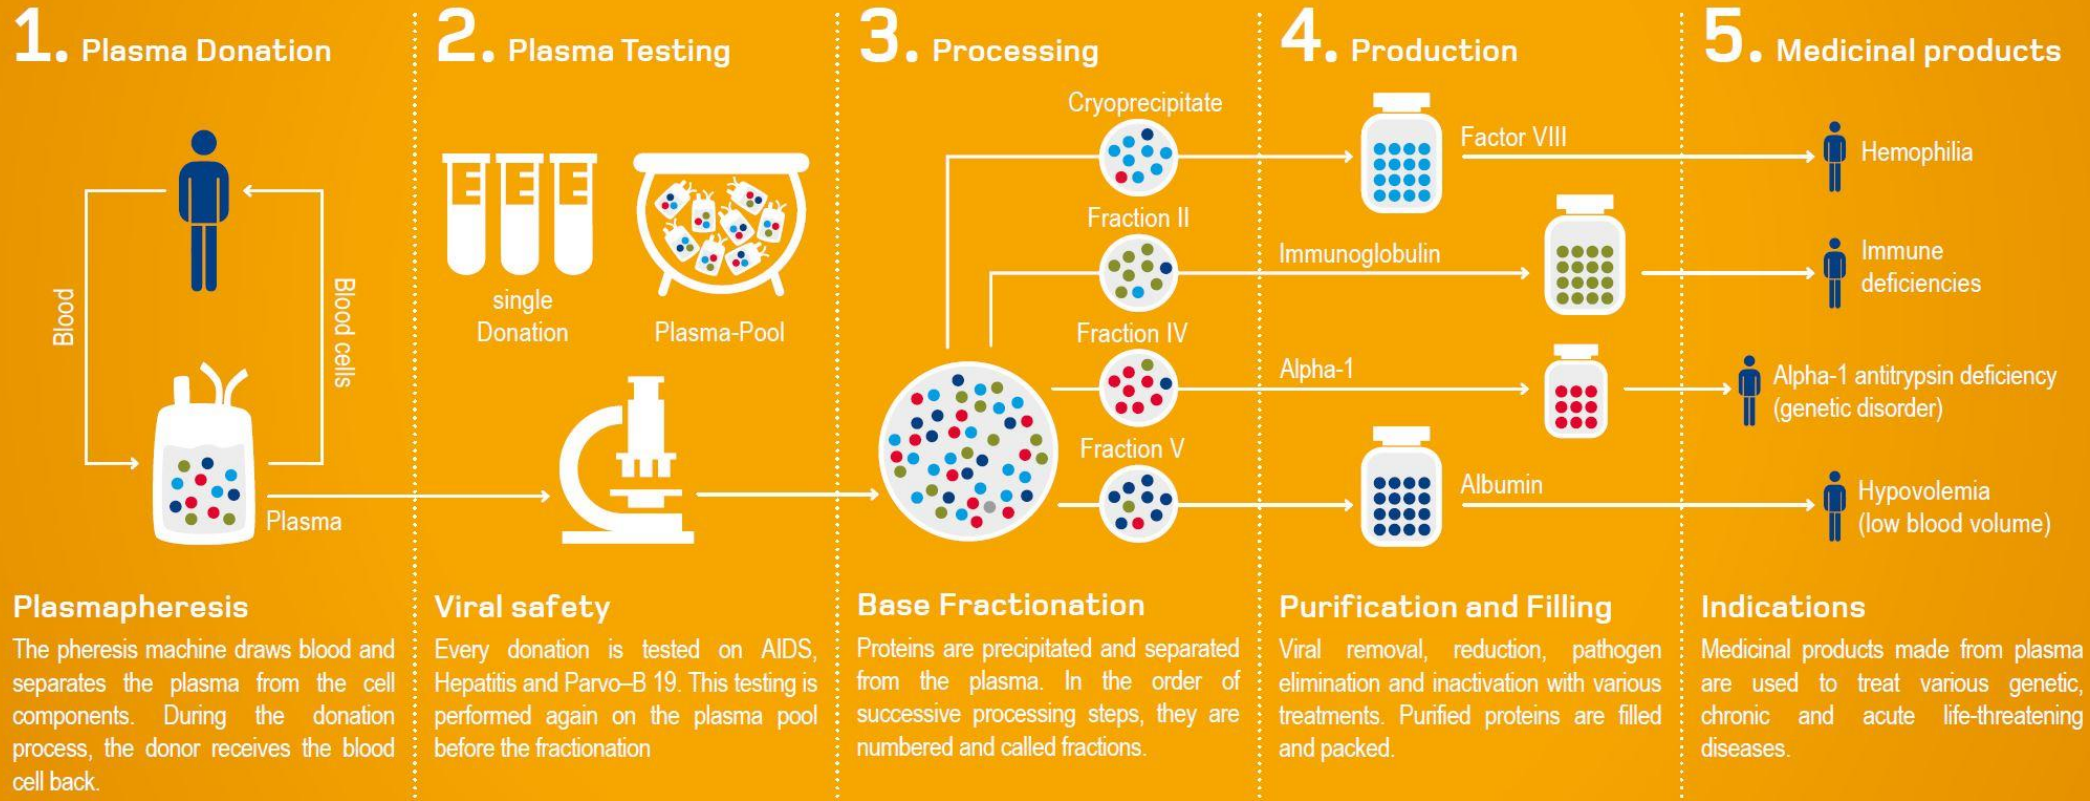 1. Plasma Donation
Blood
Blood cells
Plasma
Plasmapheresis
The pheresis machine draws blood and
separates the plasma from the cell
components. During the donation
process, the donor receives the blood
cell back.
2. Plasma Testing
single
Donation
Plasma-Pool
Viral safety
Every donation is tested on AIDS,
Hepatitis and Parvo–B 19. This testing is
performed again on the plasma pool
before the fractionation
3. Processing
Cryoprecipitate
Fraction II
Fraction IV
Fraction V
Base Fractionation
Proteins are precipitated and separated
from the plasma. In the order of
successive processing steps, they are
numbered and called fractions.
4. Production
Factor VIII
Immunoglobulin
Alpha-1
Albumin
Purification and Filling
Viral removal, reduction, pathogen
elimination and inactivation with various
treatments. Purified proteins are filled
and packed.
5. Medicinal products
Hemophilia
Immune
deficiencies
Alpha-1 antitrypsin deficiency
(genetic disorder)
Hypovolemia
(low blood volume)
Indications
Medicinal products made from plasma
are used to treat various genetic,
chronic and acute life-threatening
diseases.